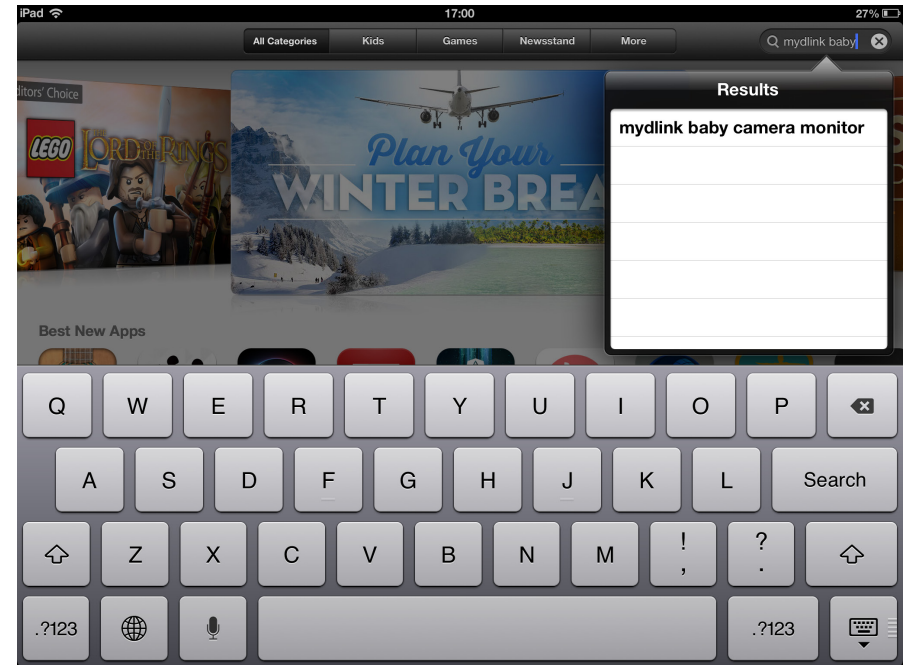 iPad 17:00 27%
All Categories Kids Games Newsstand More mydlink baby
ditors' Choice
LEGO THE LORD OF THE RINGS
Plan Your
WINTER BREA
Results
mydlink baby camera monitor
Best New Apps
Q W E R T Y U I O P
A S D F G H J K L Search
Z X C V B N M ! , ? .
.?123 .?123